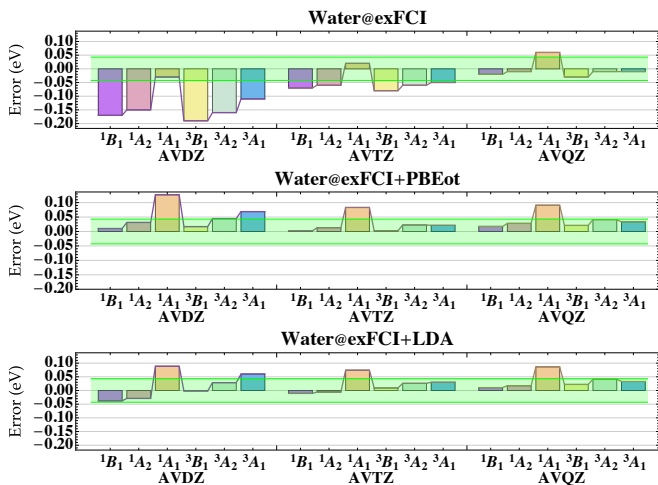 Water@exFCI
Error (eV)
0.10
0.05
0.00
−0.05
−0.10
−0.15
−0.20
¹B₁ ¹A₂ ¹A₁ ³B₁ ³A₂ ³A₁ ¹B₁ ¹A₂ ¹A₁ ³B₁ ³A₂ ³A₁ ¹B₁ ¹A₂ ¹A₁ ³B₁ ³A₂ ³A₁
AVDZ AVTZ AVQZ
Water@exFCI+PBEot
Error (eV)
0.10
0.05
0.00
−0.05
−0.10
−0.15
−0.20
¹B₁ ¹A₂ ¹A₁ ³B₁ ³A₂ ³A₁ ¹B₁ ¹A₂ ¹A₁ ³B₁ ³A₂ ³A₁ ¹B₁ ¹A₂ ¹A₁ ³B₁ ³A₂ ³A₁
AVDZ AVTZ AVQZ
Water@exFCI+LDA
Error (eV)
0.10
0.05
0.00
−0.05
−0.10
−0.15
−0.20
¹B₁ ¹A₂ ¹A₁ ³B₁ ³A₂ ³A₁ ¹B₁ ¹A₂ ¹A₁ ³B₁ ³A₂ ³A₁ ¹B₁ ¹A₂ ¹A₁ ³B₁ ³A₂ ³A₁
AVDZ AVTZ AVQZ